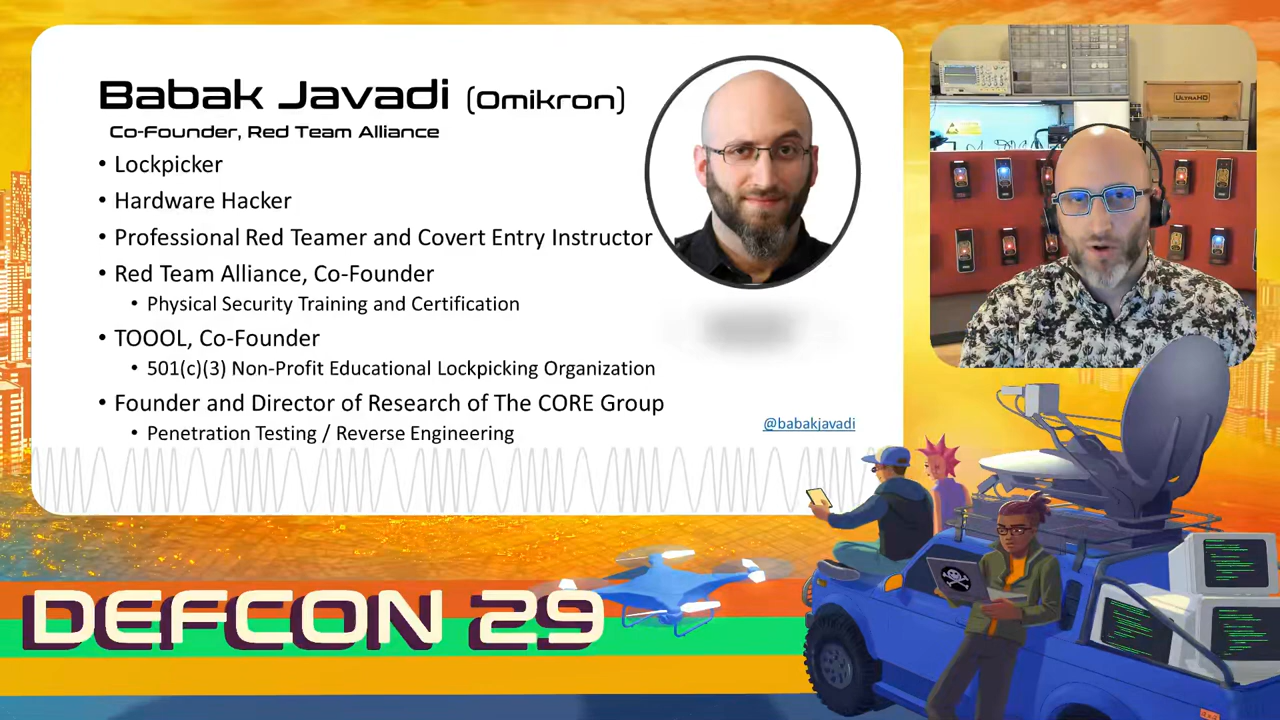 Babak Javadi (Omikron)
Co-Founder, Red Team Alliance
• Lockpicker
• Hardware Hacker
• Professional Red Teamer and Covert Entry Instructor
• Red Team Alliance, Co-Founder
• Physical Security Training and Certification
• TOOOL, Co-Founder
• 501(c)(3) Non-Profit Educational Lockpicking Organization
• Founder and Director of Research of The CORE Group
• Penetration Testing / Reverse Engineering
@babakjavadi
ULTRAHD
DEFCON 29